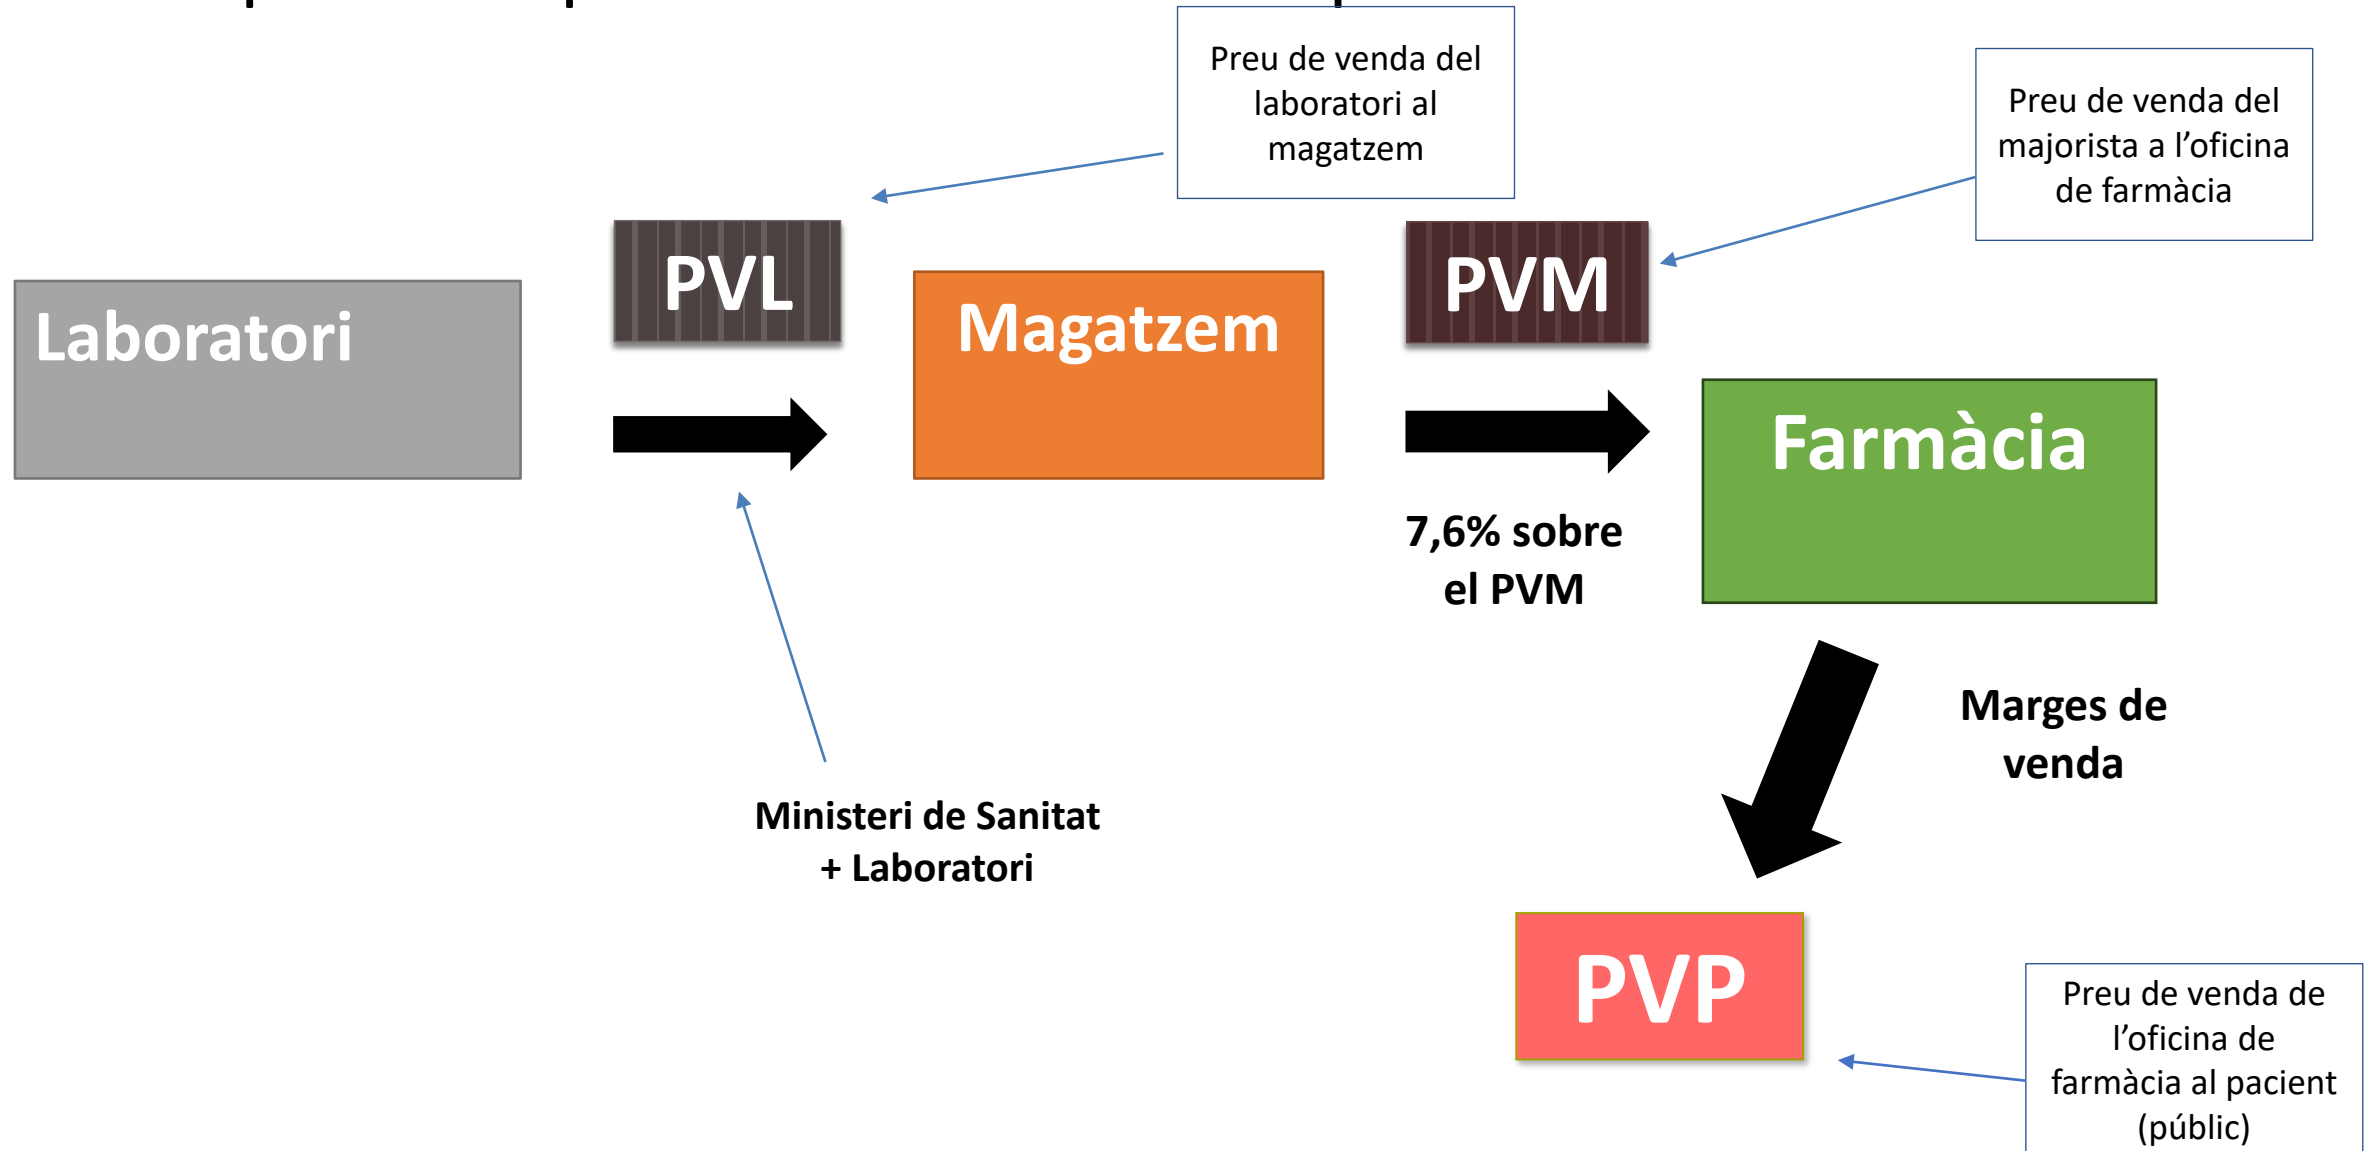 Preu de venda del
laboratori al
magatzem
Preu de venda del
majorista a l’oficina
de farmàcia
PVL
PVM
Laboratori
Magatzem
Farmàcia
7,6% sobre
el PVM
Marges de
venda
Ministeri de Sanitat
+ Laboratori
PVP
Preu de venda de
l’oficina de
farmàcia al pacient
(públic)